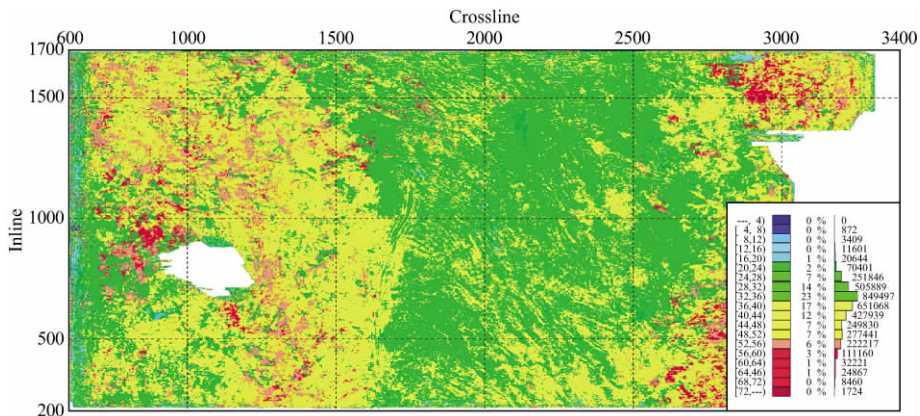 Crossline
600 1000 1500 2000 2500 3000 3400
1700
1500
1000
500
200
Inline
[---, 4) 0 % 0
[ 4, 8) 0 % 872
[ 8,12) 0 % 3409
[12,16) 0 % 11601
[16,20) 1 % 20644
[20,24) 2 % 70401
[24,28) 7 % 251846
[28,32) 14 % 505889
[32,36) 23 % 849497
[36,40) 17 % 651068
[40,44) 12 % 427939
[44,48) 7 % 249830
[48,52) 7 % 277441
[52,56) 6 % 222217
[56,60) 3 % 111160
[60,64) 1 % 32221
[64,46) 1 % 24867
[68,72) 0 % 8460
[72,---) 0 % 1724